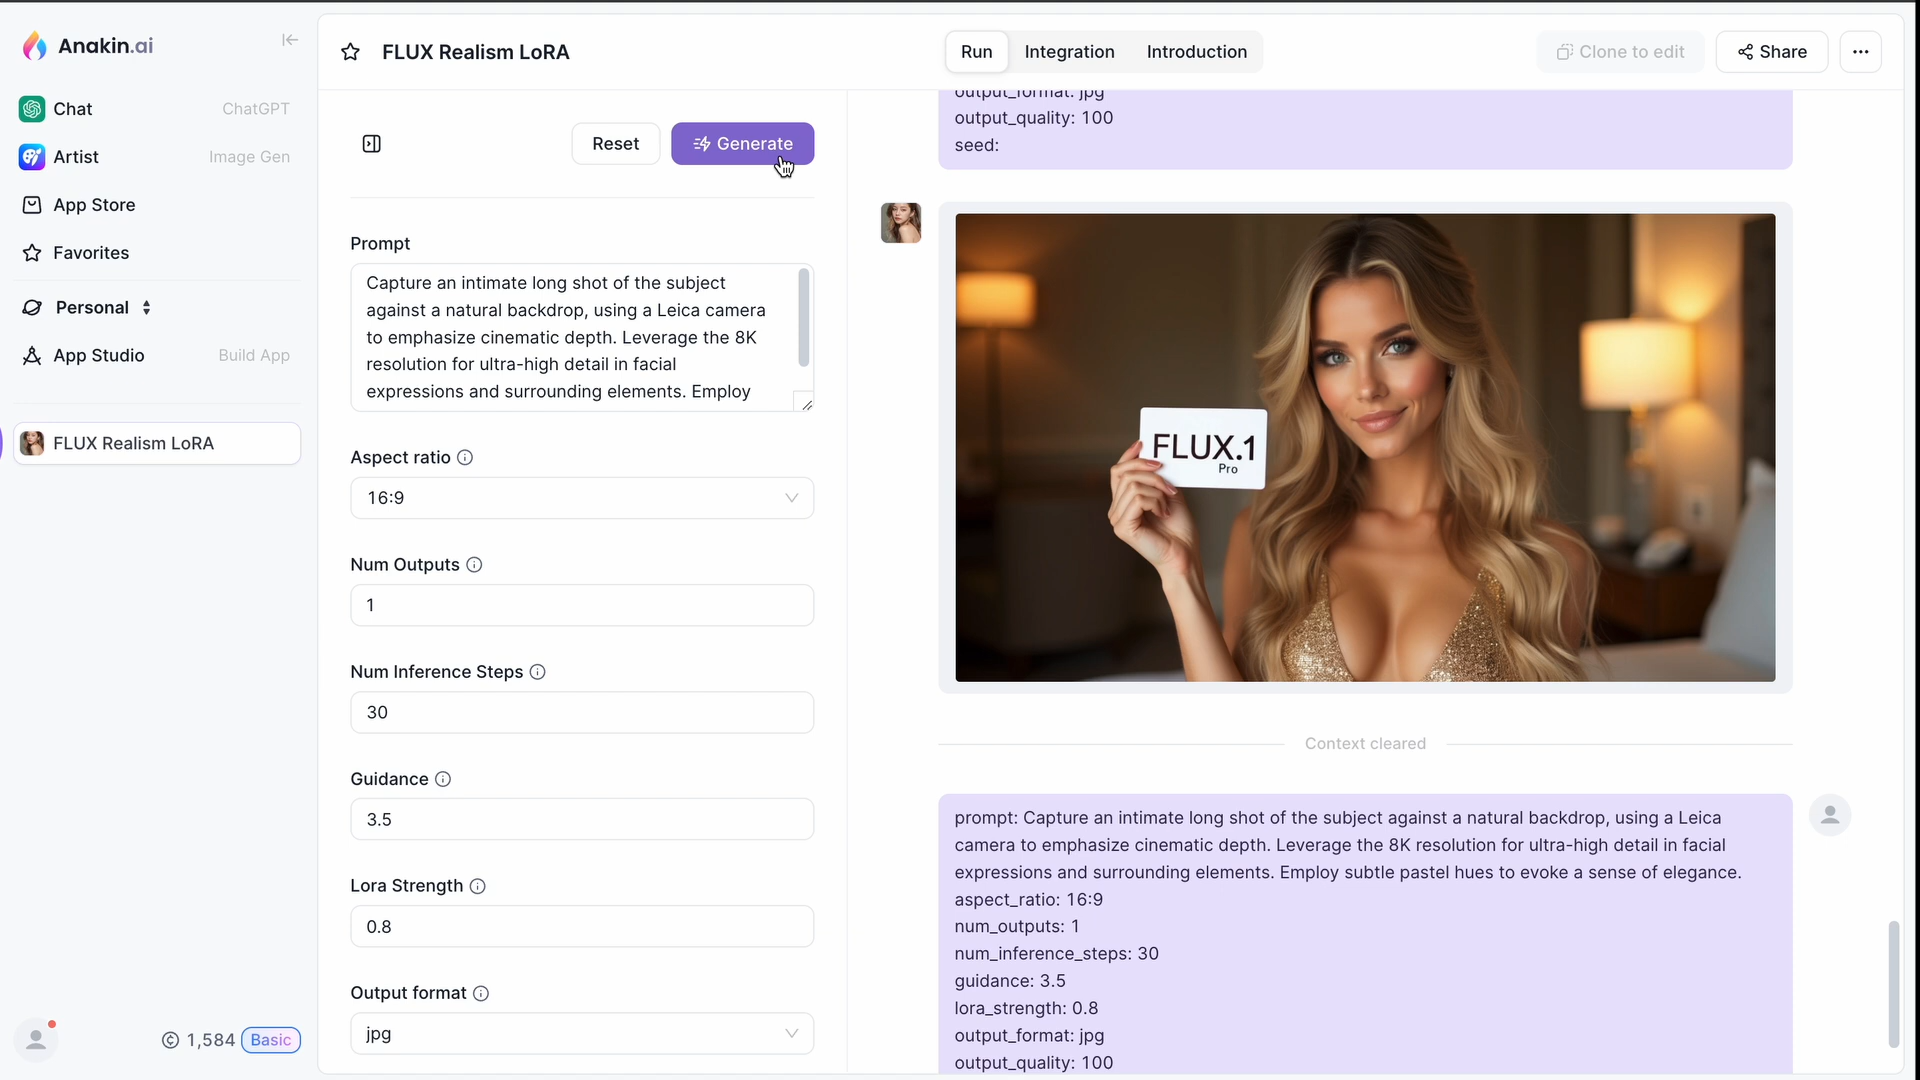 Anakin.ai
Chat
ChatGPT
Artist
Image Gen
App Store
Favorites
Personal
App Studio
Build App
FLUX Realism LoRA
1,584
Basic
FLUX Realism LoRA
Run
Integration
Introduction
Clone to edit
Share
Reset
Generate
Prompt
Capture an intimate long shot of the subject
against a natural backdrop, using a Leica camera
to emphasize cinematic depth. Leverage the 8K
resolution for ultra-high detail in facial
expressions and surrounding elements. Employ
Aspect ratio
16:9
Num Outputs
1
Num Inference Steps
30
Guidance
3.5
Lora Strength
0.8
Output format
jpg
output_format: jpg
output_quality: 100
seed:
FLUX.1
Pro
Context cleared
prompt: Capture an intimate long shot of the subject against a natural backdrop, using a Leica
camera to emphasize cinematic depth. Leverage the 8K resolution for ultra-high detail in facial
expressions and surrounding elements. Employ subtle pastel hues to evoke a sense of elegance.
aspect_ratio: 16:9
num_outputs: 1
num_inference_steps: 30
guidance: 3.5
lora_strength: 0.8
output_format: jpg
output_quality: 100